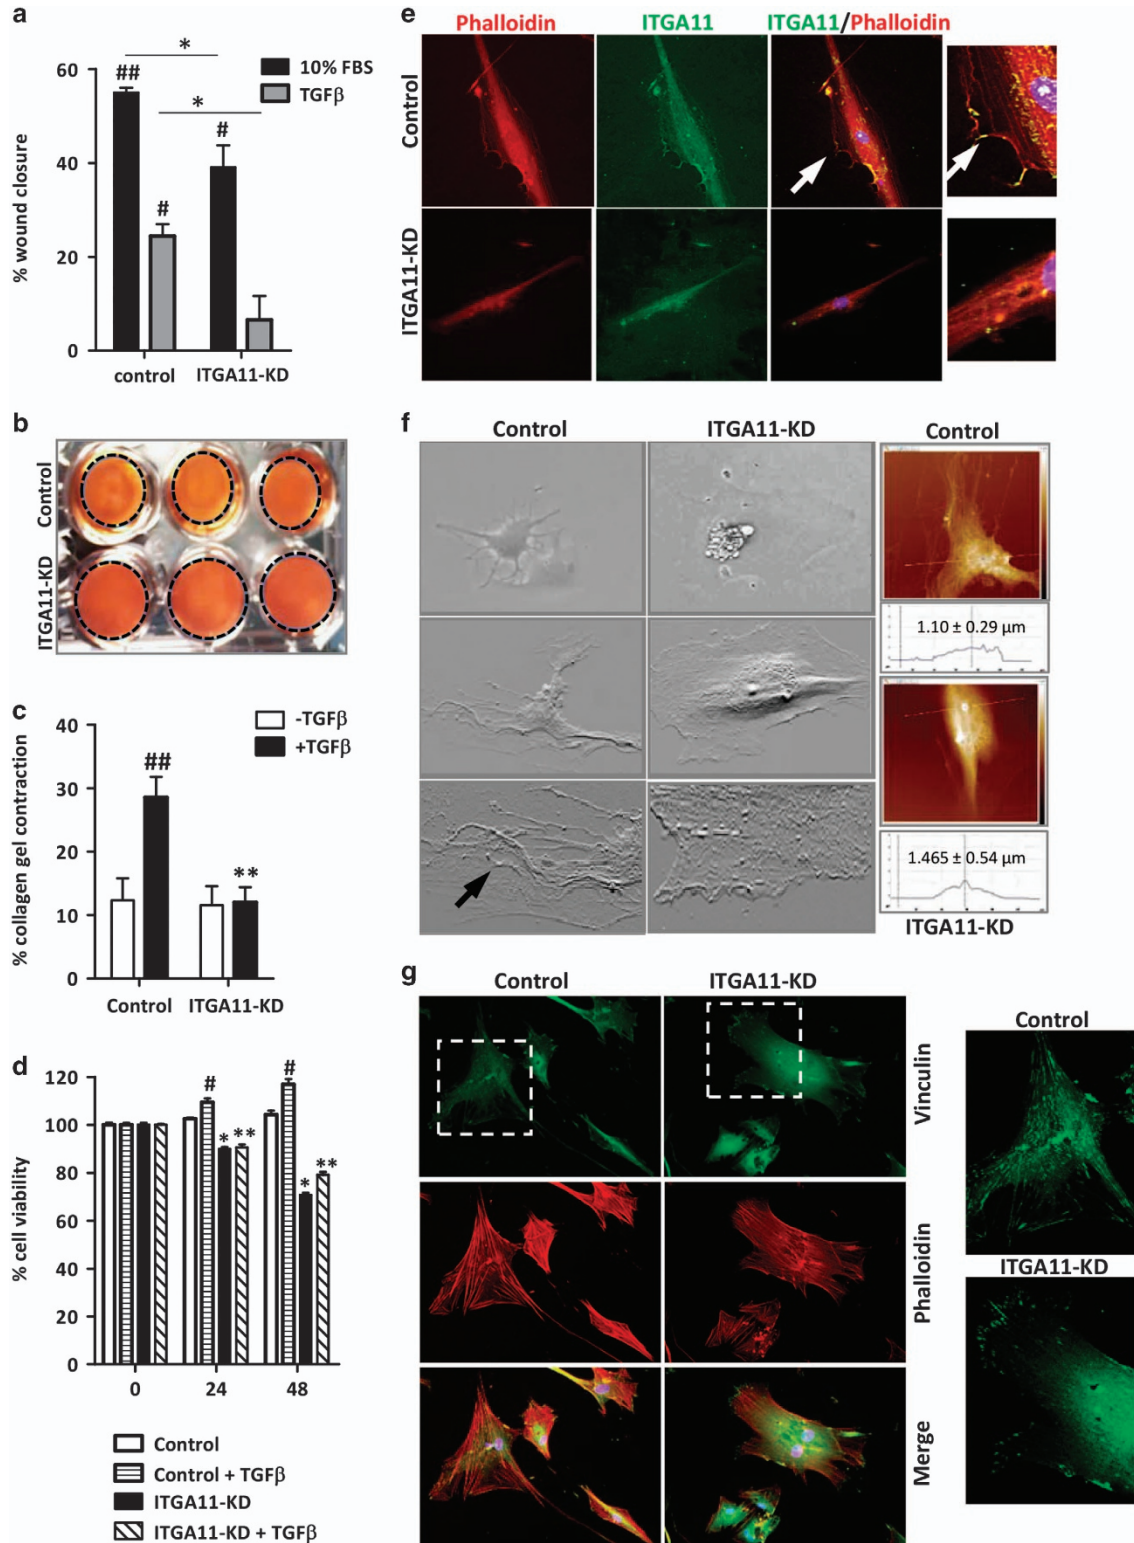 a
*
60
##
10% FBS
TGFβ
*
#
#
40
20
0
% wound closure
control
ITGA11-KD
b
Control
ITGA11-KD
c
40
-TGFβ
+TGFβ
##
30
20
**
10
0
% collagen gel contraction
Control
ITGA11-KD
d
120
#
#
100
*
**
**
80
*
60
40
20
0
% cell viability
0
24
48
Control
Control + TGFβ
ITGA11-KD
ITGA11-KD + TGFβ
e
Phalloidin
ITGA11
ITGA11/Phalloidin
Control
ITGA11-KD
f
Control
ITGA11-KD
Control
1.10 ± 0.29 μm
1.465 ± 0.54 μm
ITGA11-KD
g
Control
ITGA11-KD
Vinculin
Phalloidin
Merge
Control
ITGA11-KD